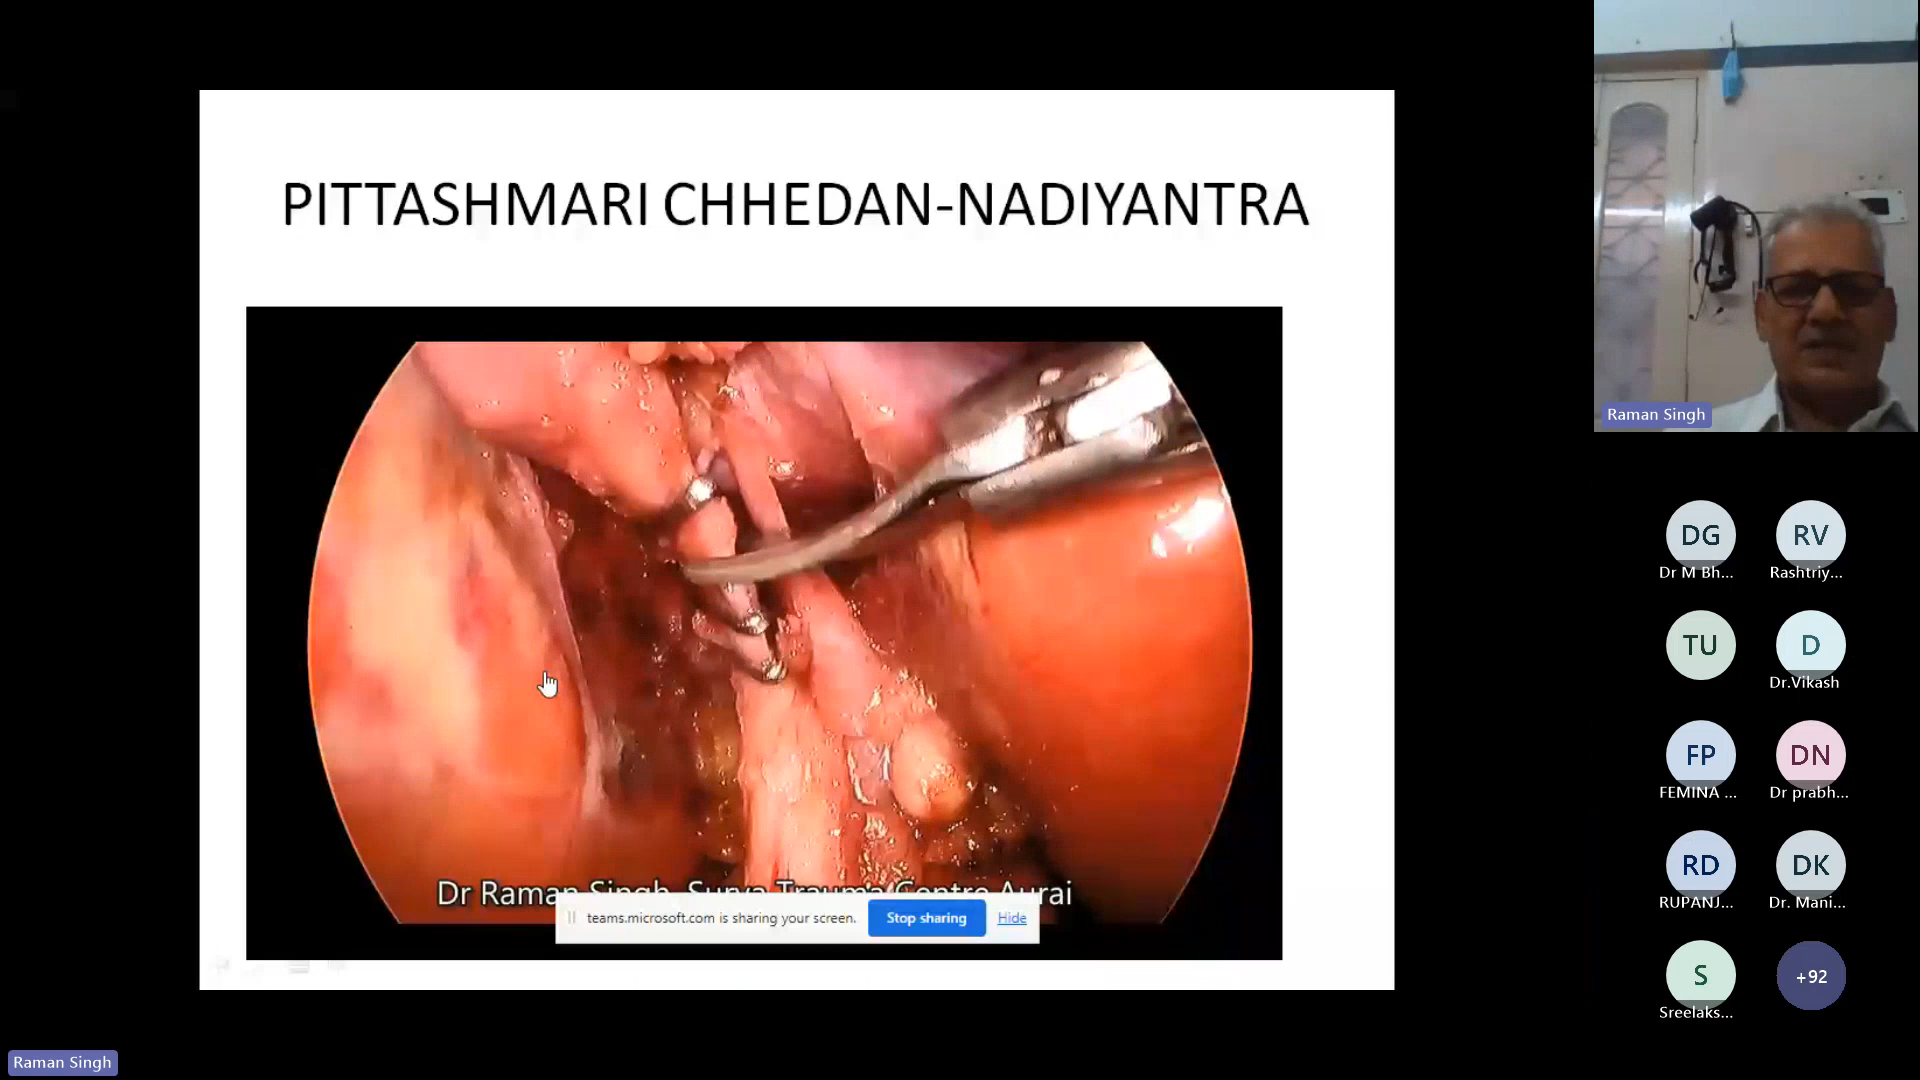 PITTASHMARI CHHEDAN-NADIYANTRA
Dr Raman Singh, Surya Trauma Centre Aurai
teams.microsoft.com is sharing your screen.
Stop sharing
Hide
Raman Singh
DG
Dr M Bh...
RV
Rashtriy...
TU
D
Dr.Vikash
FP
FEMINA ...
DN
Dr prabh...
RD
RUPANJ...
DK
Dr. Mani...
S
Sreelaks...
+92
Raman Singh